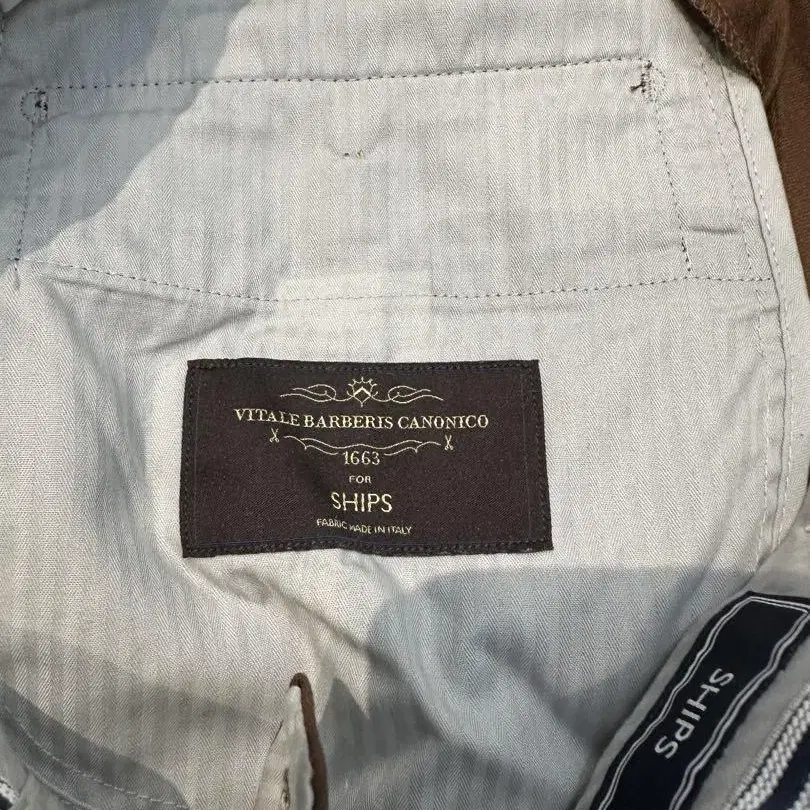 VITALE BARBERIS CANONICO
1663
FOR
SHIPS
FABRIC MADE IN ITALY
SHIPS